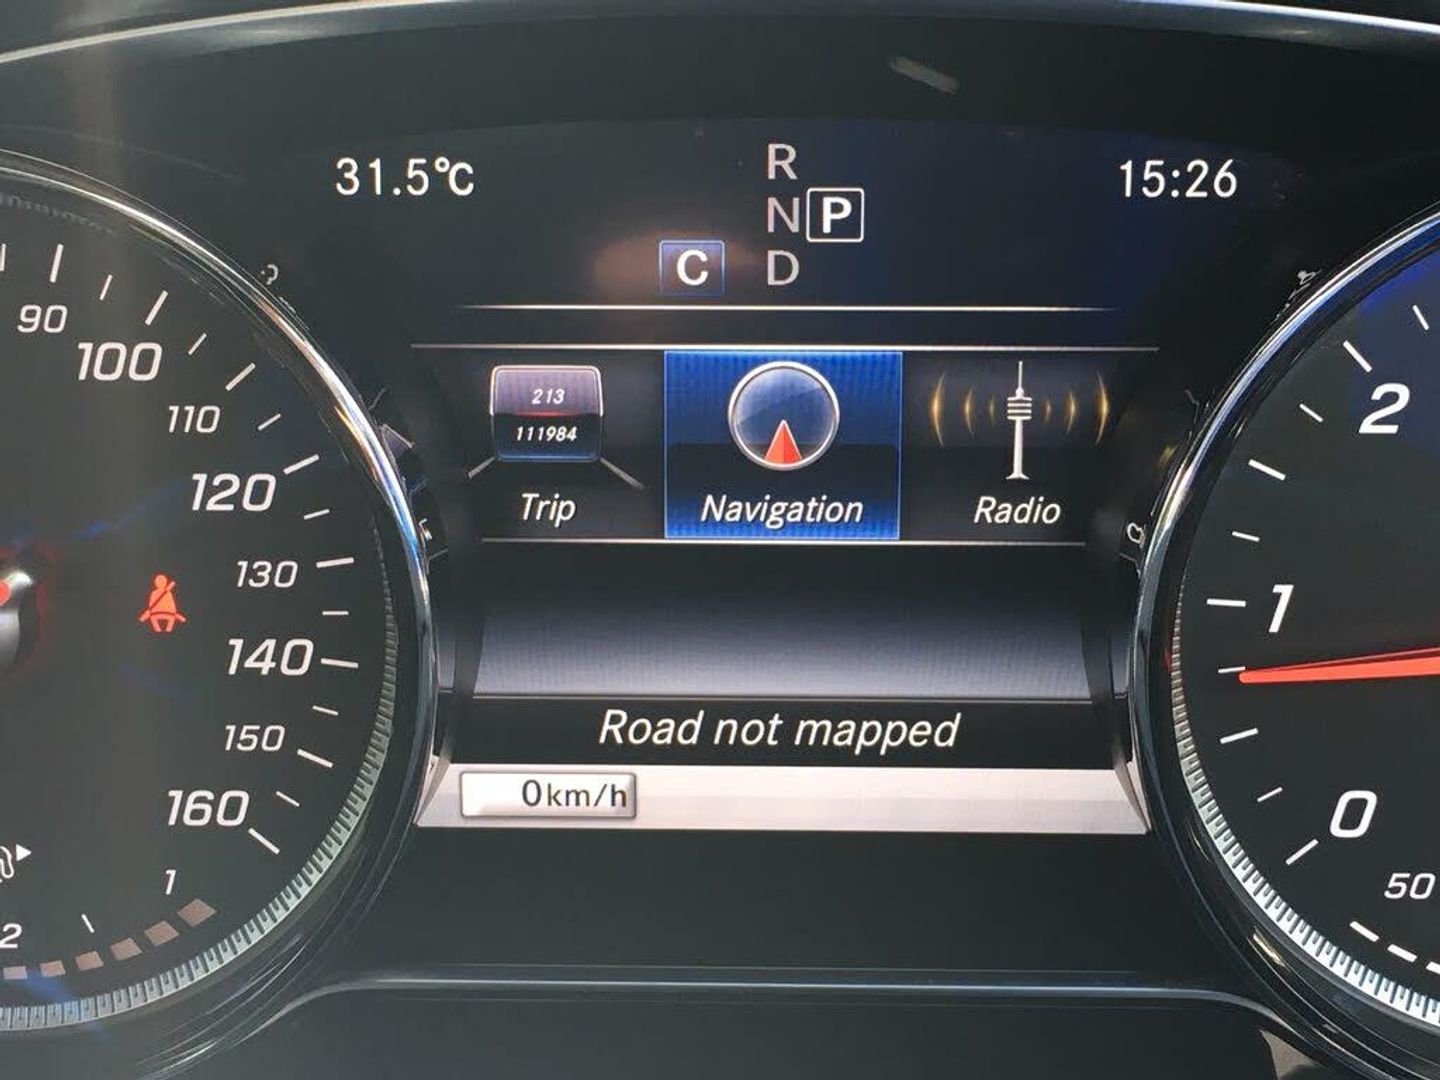 31.5°C
R
15:26
N P
C D
90
100
110
120
130
140
150
160
1
2
213
111984
Trip
Navigation
Radio
Road not mapped
0km/h
2
1
0
50